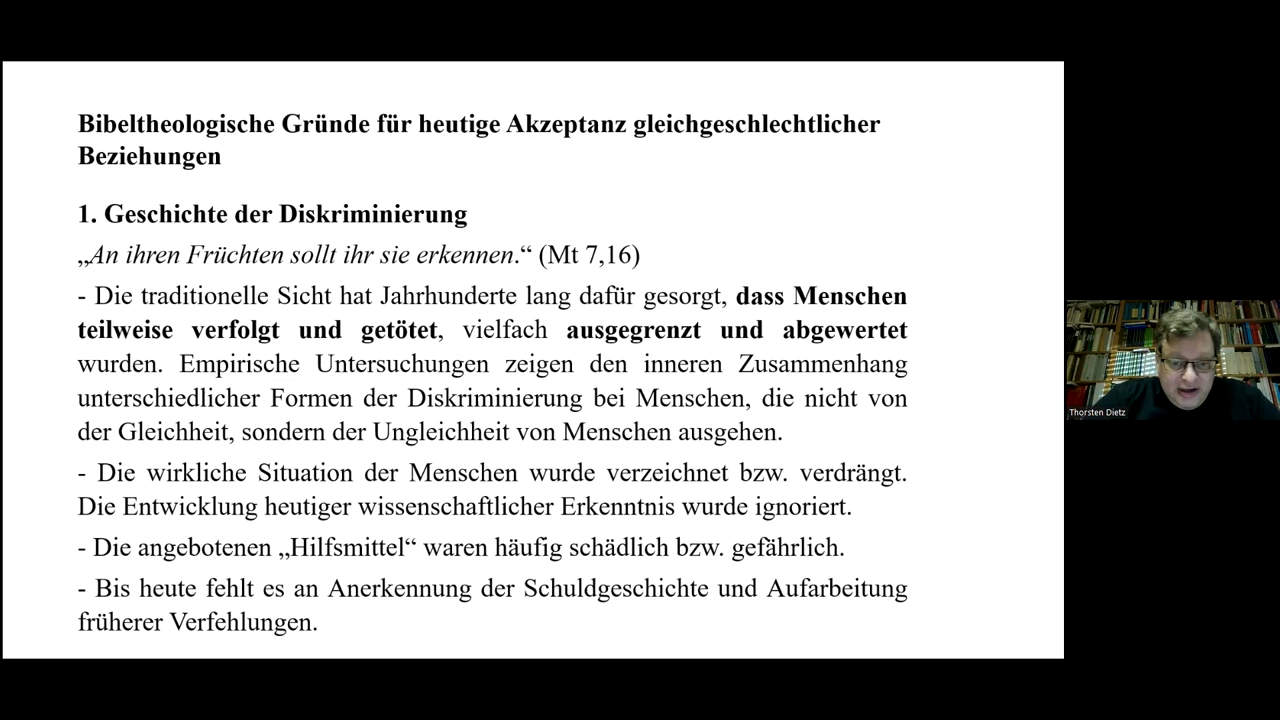 Bibeltheologische Gründe für heutige Akzeptanz gleichgeschlechtlicher
Beziehungen
1. Geschichte der Diskriminierung
„An ihren Früchten sollt ihr sie erkennen.“ (Mt 7,16)
- Die traditionelle Sicht hat Jahrhunderte lang dafür gesorgt, dass Menschen
teilweise verfolgt und getötet, vielfach ausgegrenzt und abgewertet
wurden. Empirische Untersuchungen zeigen den inneren Zusammenhang
unterschiedlicher Formen der Diskriminierung bei Menschen, die nicht von
der Gleichheit, sondern der Ungleichheit von Menschen ausgehen.
- Die wirkliche Situation der Menschen wurde verzeichnet bzw. verdrängt.
Die Entwicklung heutiger wissenschaftlicher Erkenntnis wurde ignoriert.
- Die angebotenen „Hilfsmittel“ waren häufig schädlich bzw. gefährlich.
- Bis heute fehlt es an Anerkennung der Schuldgeschichte und Aufarbeitung
früherer Verfehlungen.
Thorsten Dietz